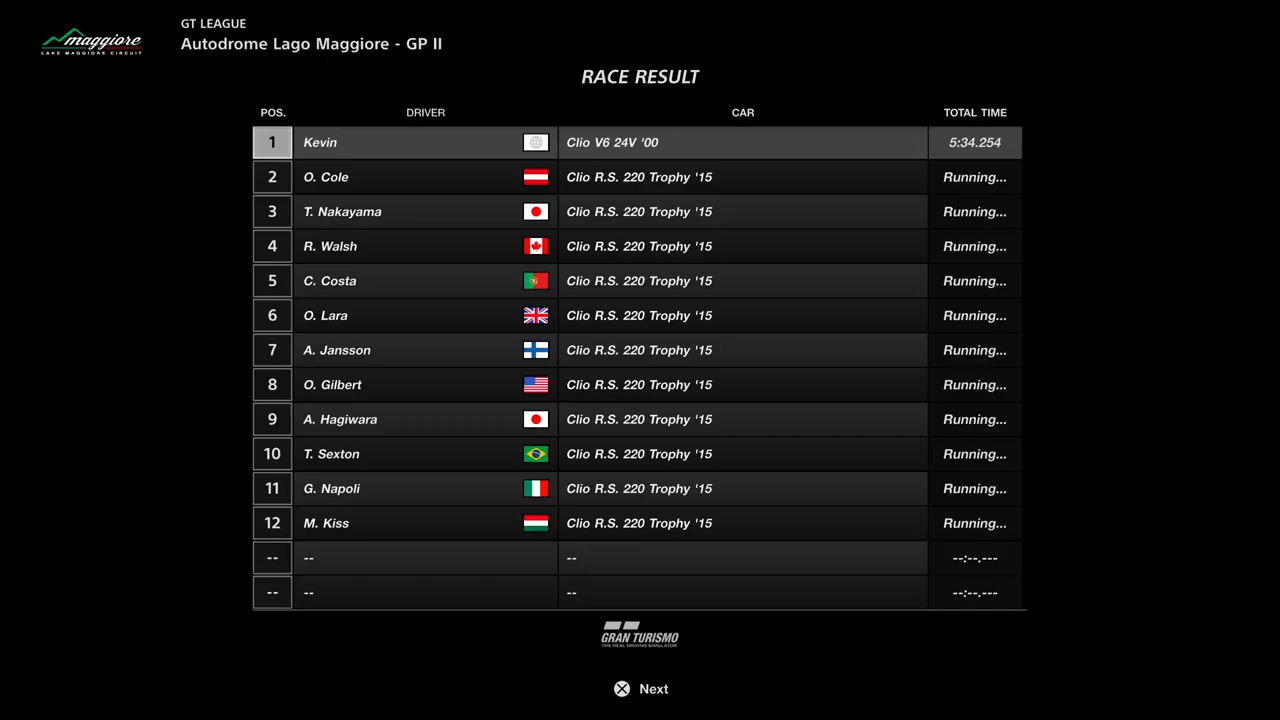 GT LEAGUE
Autodrome Lago Maggiore - GP II
maggiore
LAKE MAGGIORE CIRCUIT
RACE RESULT
POS. DRIVER CAR TOTAL TIME
1 Kevin Clio V6 24V '00 5:34.254
2 O. Cole Clio R.S. 220 Trophy '15 Running...
3 T. Nakayama Clio R.S. 220 Trophy '15 Running...
4 R. Walsh Clio R.S. 220 Trophy '15 Running...
5 C. Costa Clio R.S. 220 Trophy '15 Running...
6 O. Lara Clio R.S. 220 Trophy '15 Running...
7 A. Jansson Clio R.S. 220 Trophy '15 Running...
8 O. Gilbert Clio R.S. 220 Trophy '15 Running...
9 A. Hagiwara Clio R.S. 220 Trophy '15 Running...
10 T. Sexton Clio R.S. 220 Trophy '15 Running...
11 G. Napoli Clio R.S. 220 Trophy '15 Running...
12 M. Kiss Clio R.S. 220 Trophy '15 Running...
-- -- -- --:--.---
-- -- -- --:--.---
GRAN TURISMO
THE REAL DRIVING SIMULATOR
Next